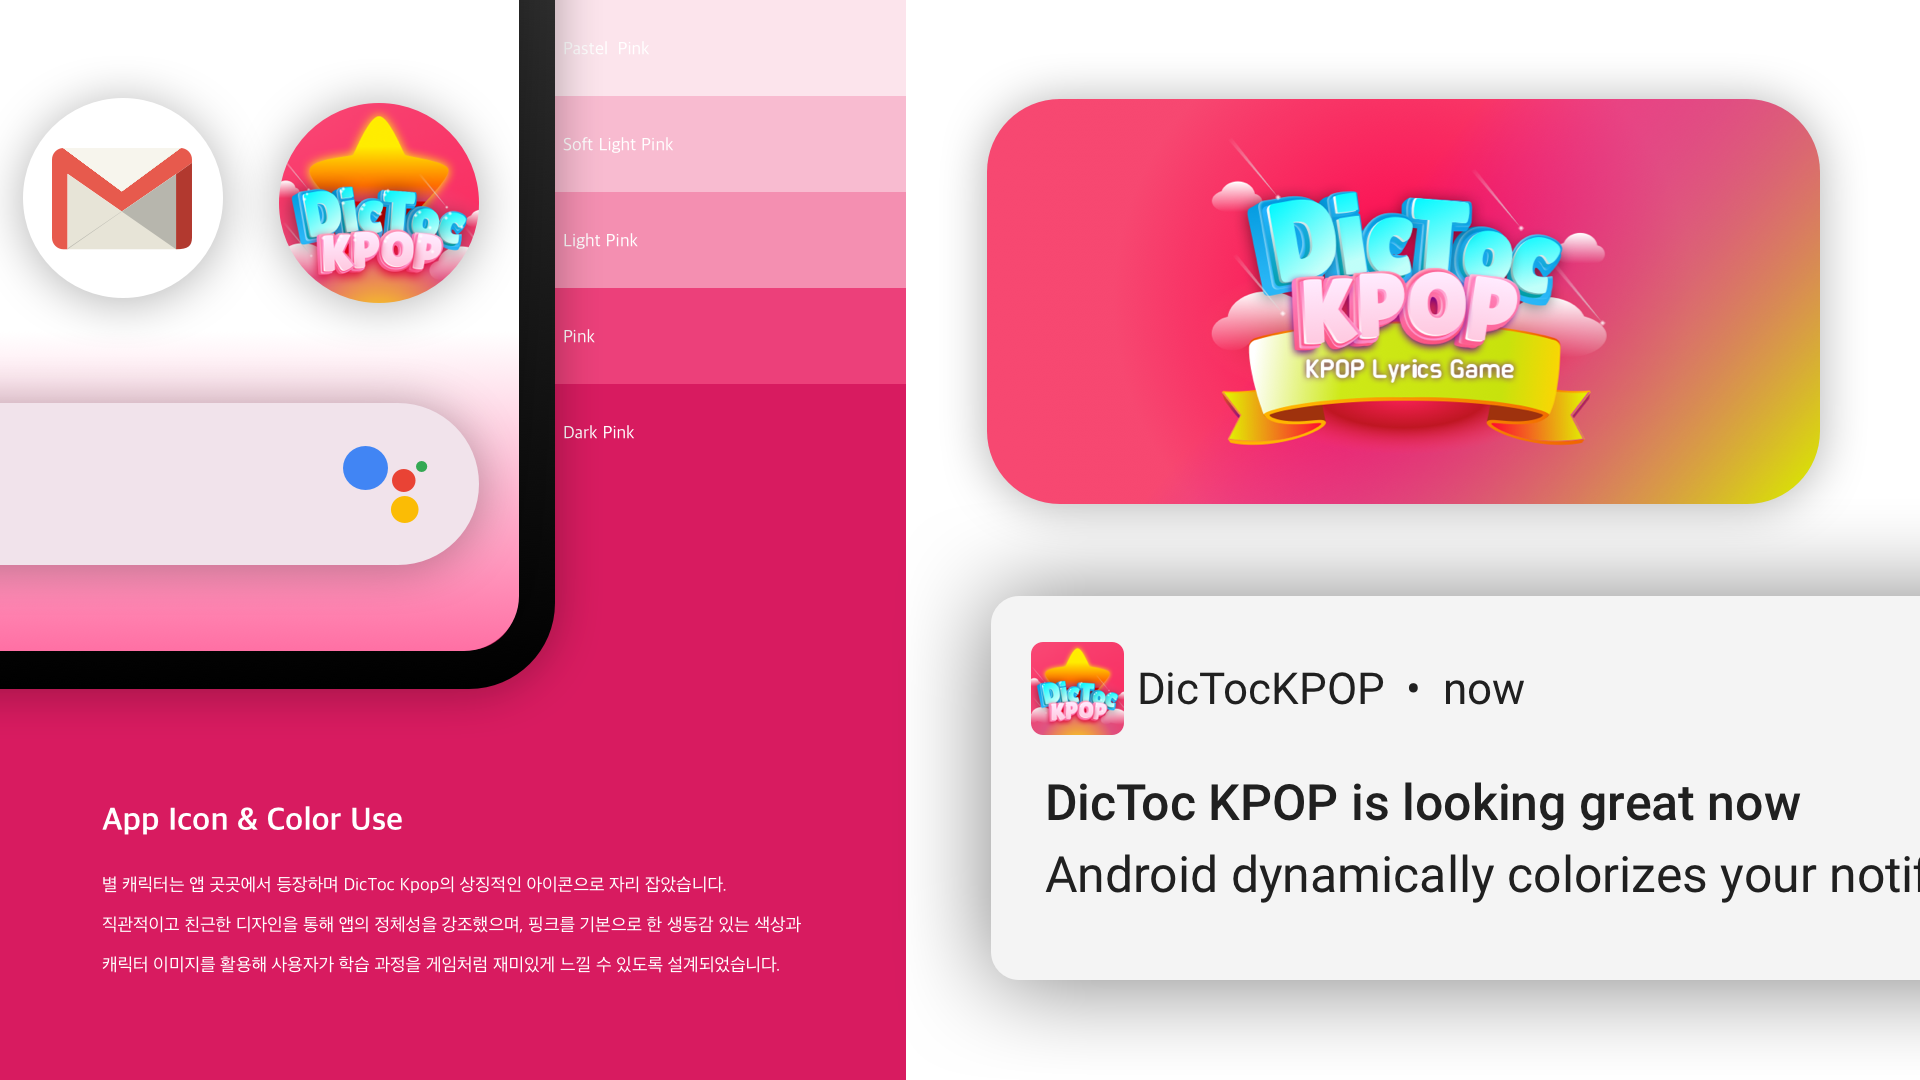 Pastel Pink
Soft Light Pink
Light Pink
Pink
Dark Pink
DicToc
KPOP
App Icon & Color Use
별 캐릭터는 앱 곳곳에서 등장하며 DicToc Kpop의 상징적인 아이콘으로 자리 잡았습니다.
직관적이고 친근한 디자인을 통해 앱의 정체성을 강조했으며, 핑크를 기본으로 한 생동감 있는 색상과
캐릭터 이미지를 활용해 사용자가 학습 과정을 게임처럼 재미있게 느낄 수 있도록 설계되었습니다.
DicToc
KPOP
KPOP Lyrics Game
DicToc
KPOP
DicTocKPOP • now
DicToc KPOP is looking great now
Android dynamically colorizes your notif